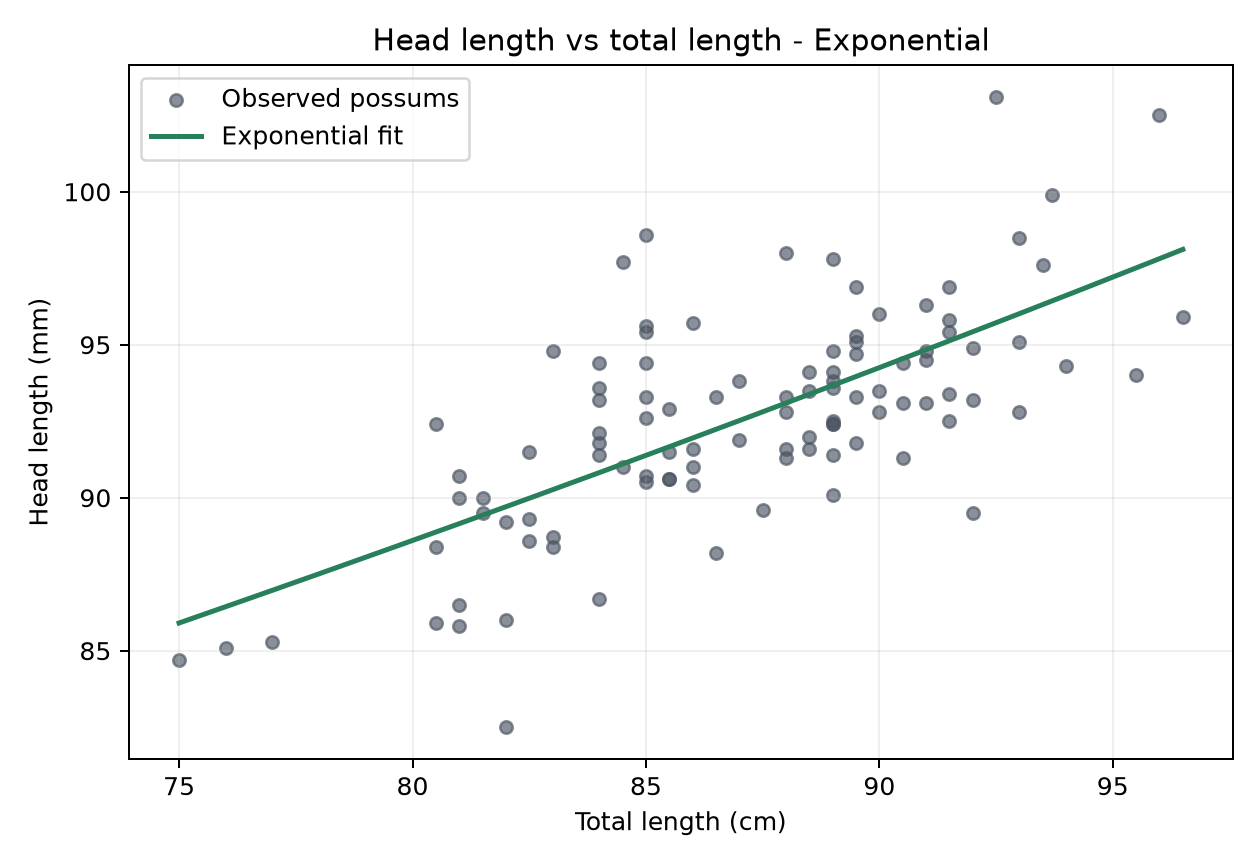 Head length vs total length - Exponential
Observed possums
Exponential fit
100
95
90
85
Head length (mm)
75 80 85 90 95
Total length (cm)